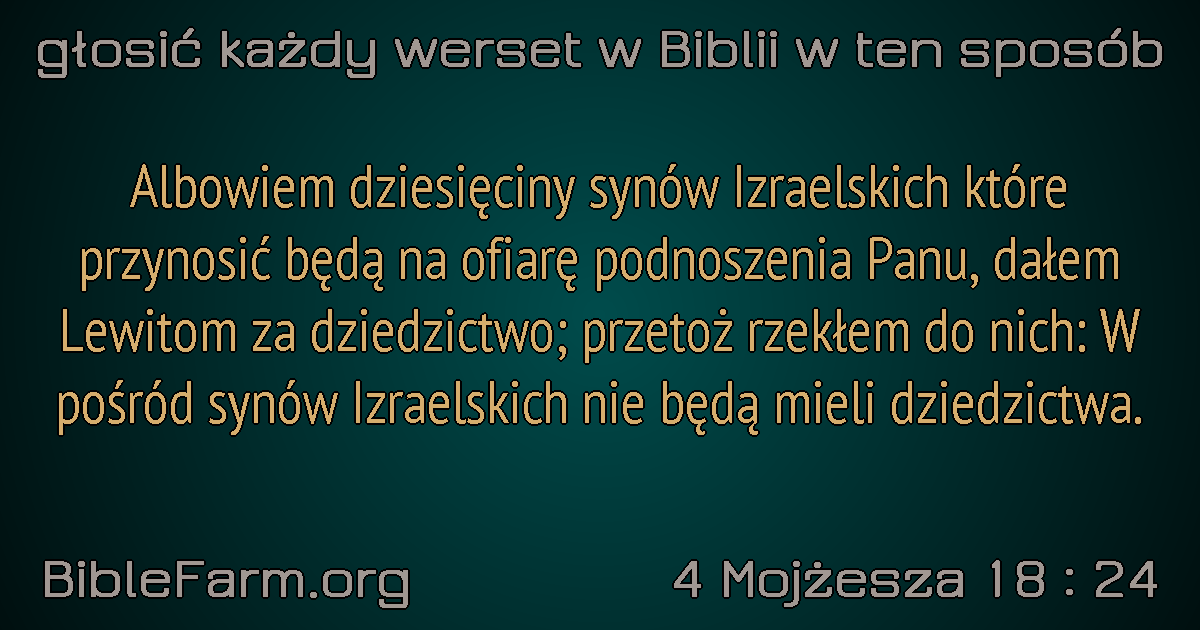 głosić każdy werset w Biblii w ten sposób
Albowiem dziesięciny synów Izraelskich które
przynosić będą na ofiarę podnoszenia Panu, dałem
Lewitom za dziedzictwo; przetoż rzekłem do nich: W
pośród synów Izraelskich nie będą mieli dziedzictwa.
BibleFarm.org
4 Mojżesza 18 : 24